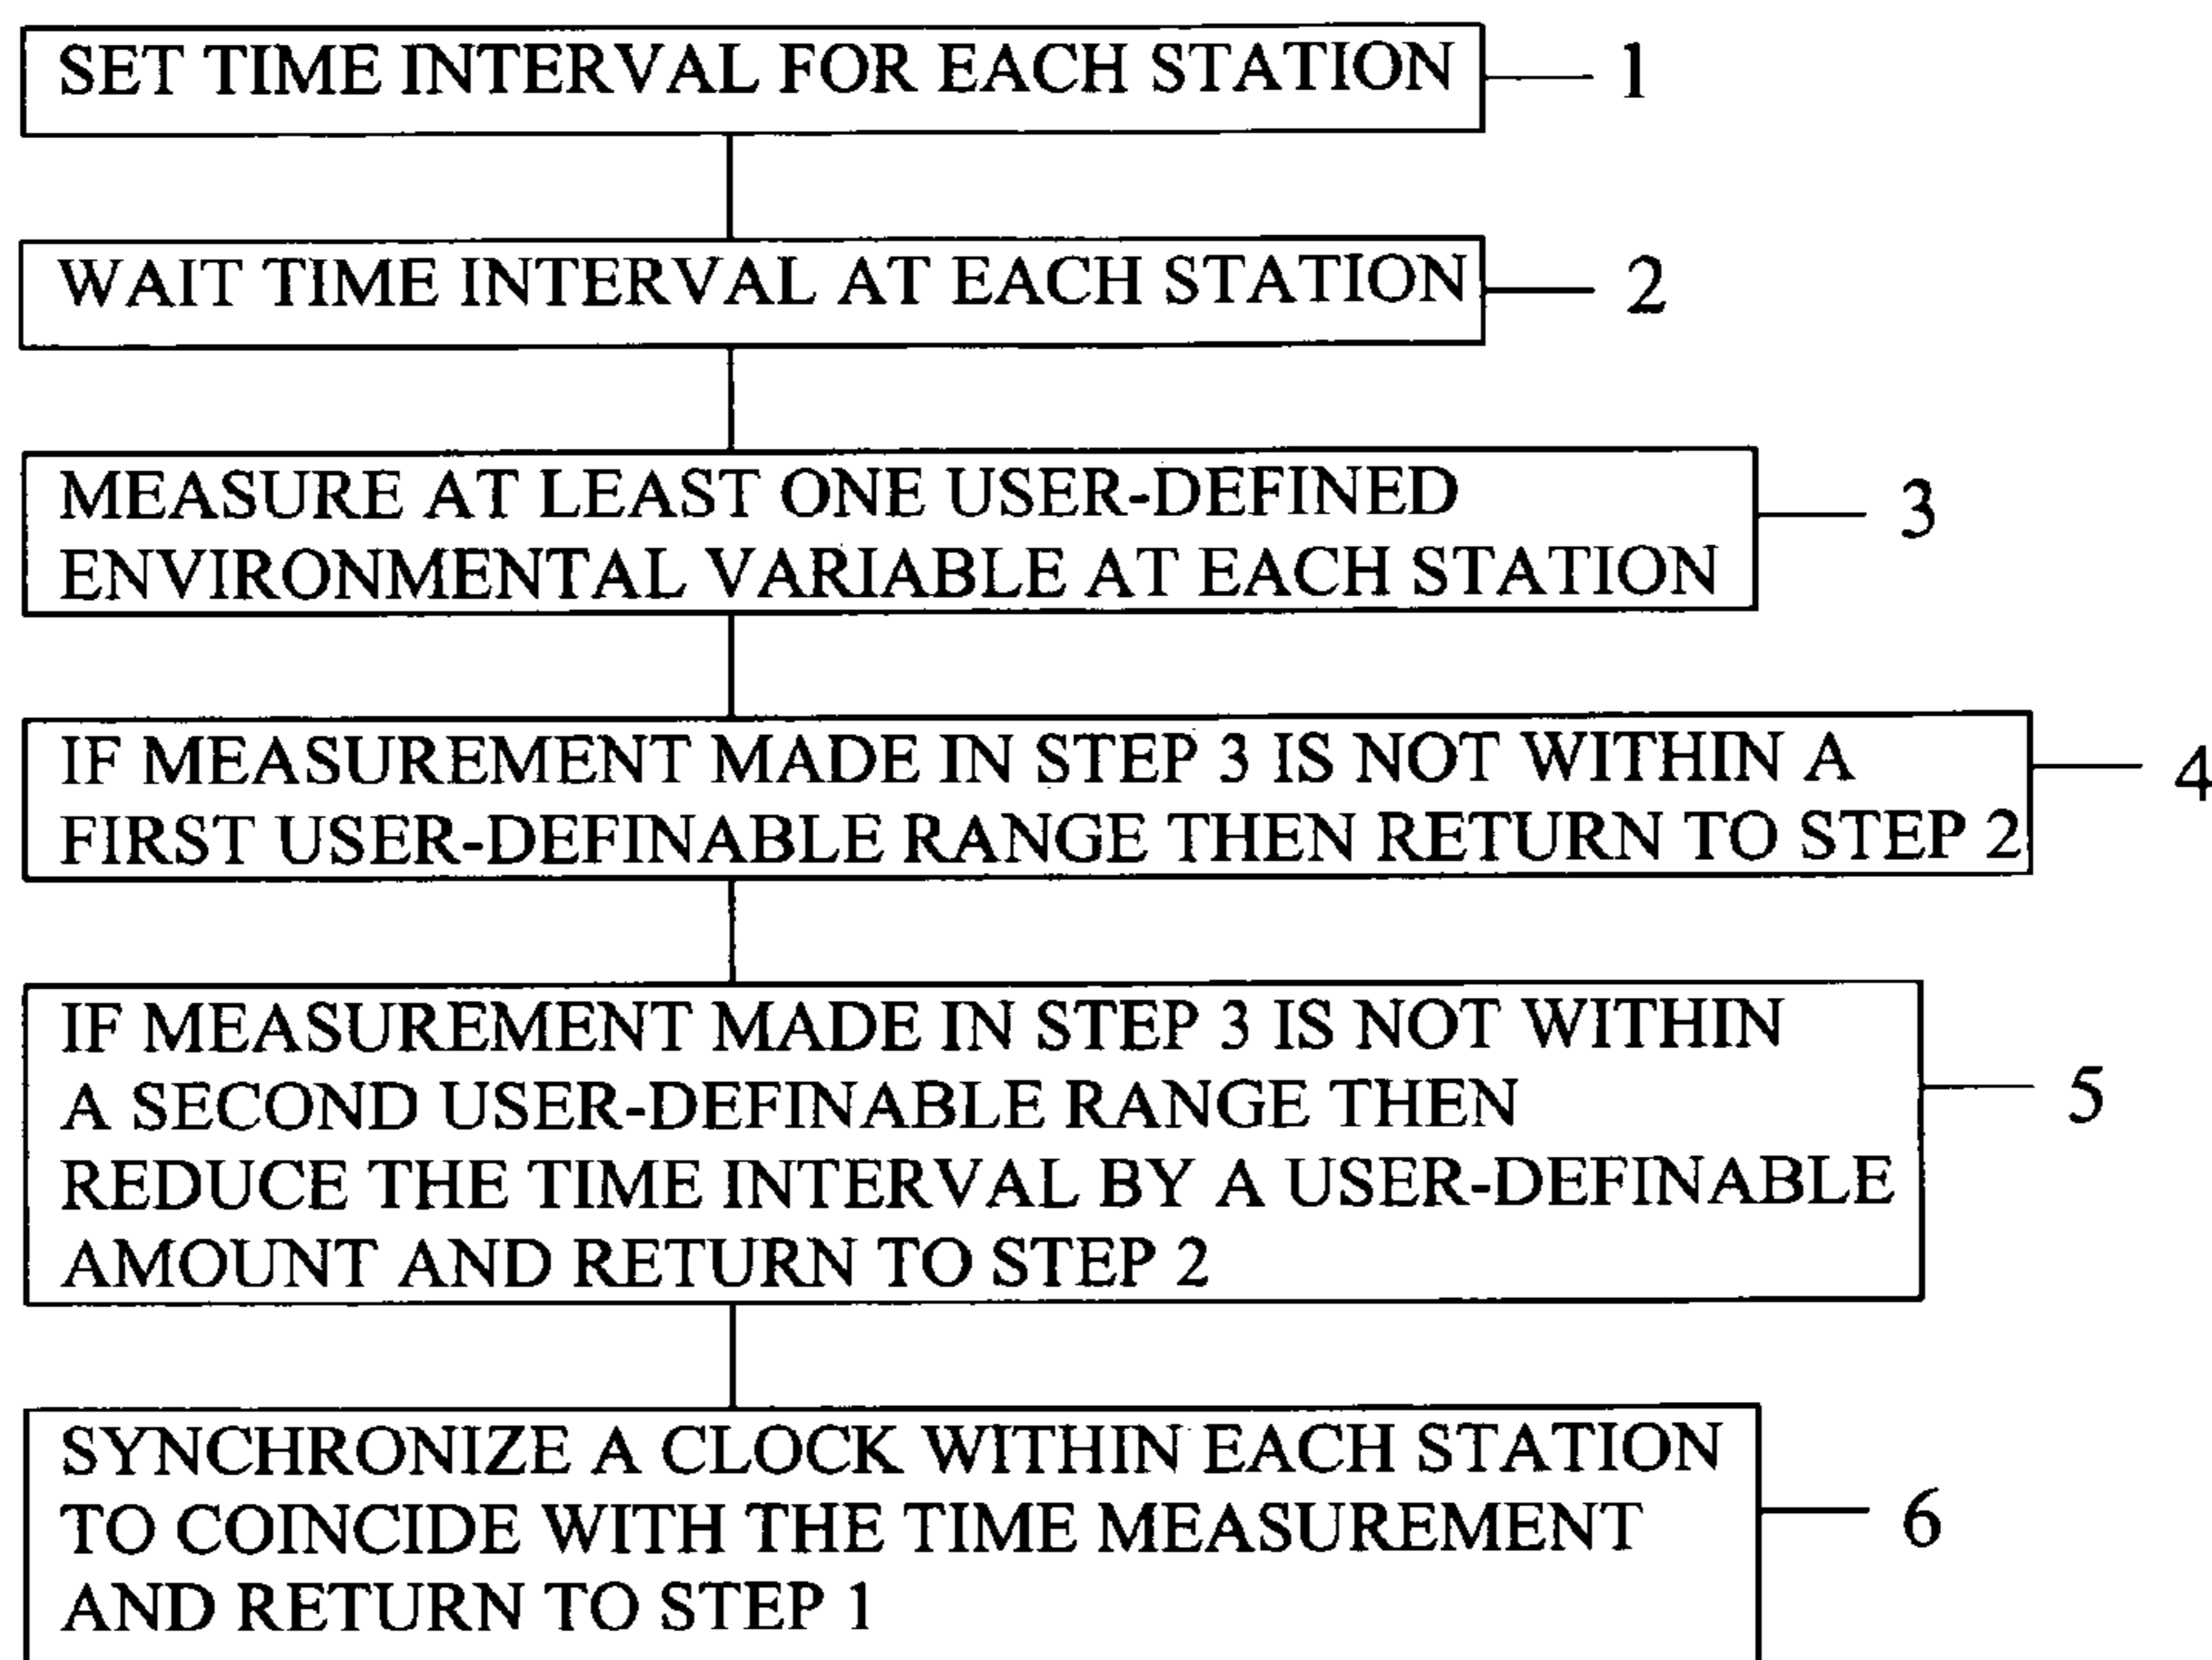 SET TIME INTERVAL FOR EACH STATION
1
WAIT TIME INTERVAL AT EACH STATION
2
MEASURE AT LEAST ONE USER-DEFINED
ENVIRONMENTAL VARIABLE AT EACH STATION
3
IF MEASUREMENT MADE IN STEP 3 IS NOT WITHIN A
FIRST USER-DEFINABLE RANGE THEN RETURN TO STEP 2
4
IF MEASUREMENT MADE IN STEP 3 IS NOT WITHIN
A SECOND USER-DEFINABLE RANGE THEN
REDUCE THE TIME INTERVAL BY A USER-DEFINABLE
AMOUNT AND RETURN TO STEP 2
5
SYNCHRONIZE A CLOCK WITHIN EACH STATION
TO COINCIDE WITH THE TIME MEASUREMENT
AND RETURN TO STEP 1
6